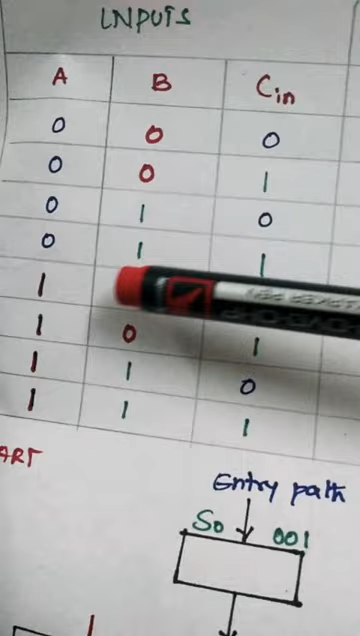 INPUTS
A B Cin
0 0 0
0 0 1
0 1 0
0 1 1
1
1 0 1
1 1 0
1 1 1
ART
Entry path
S0 001